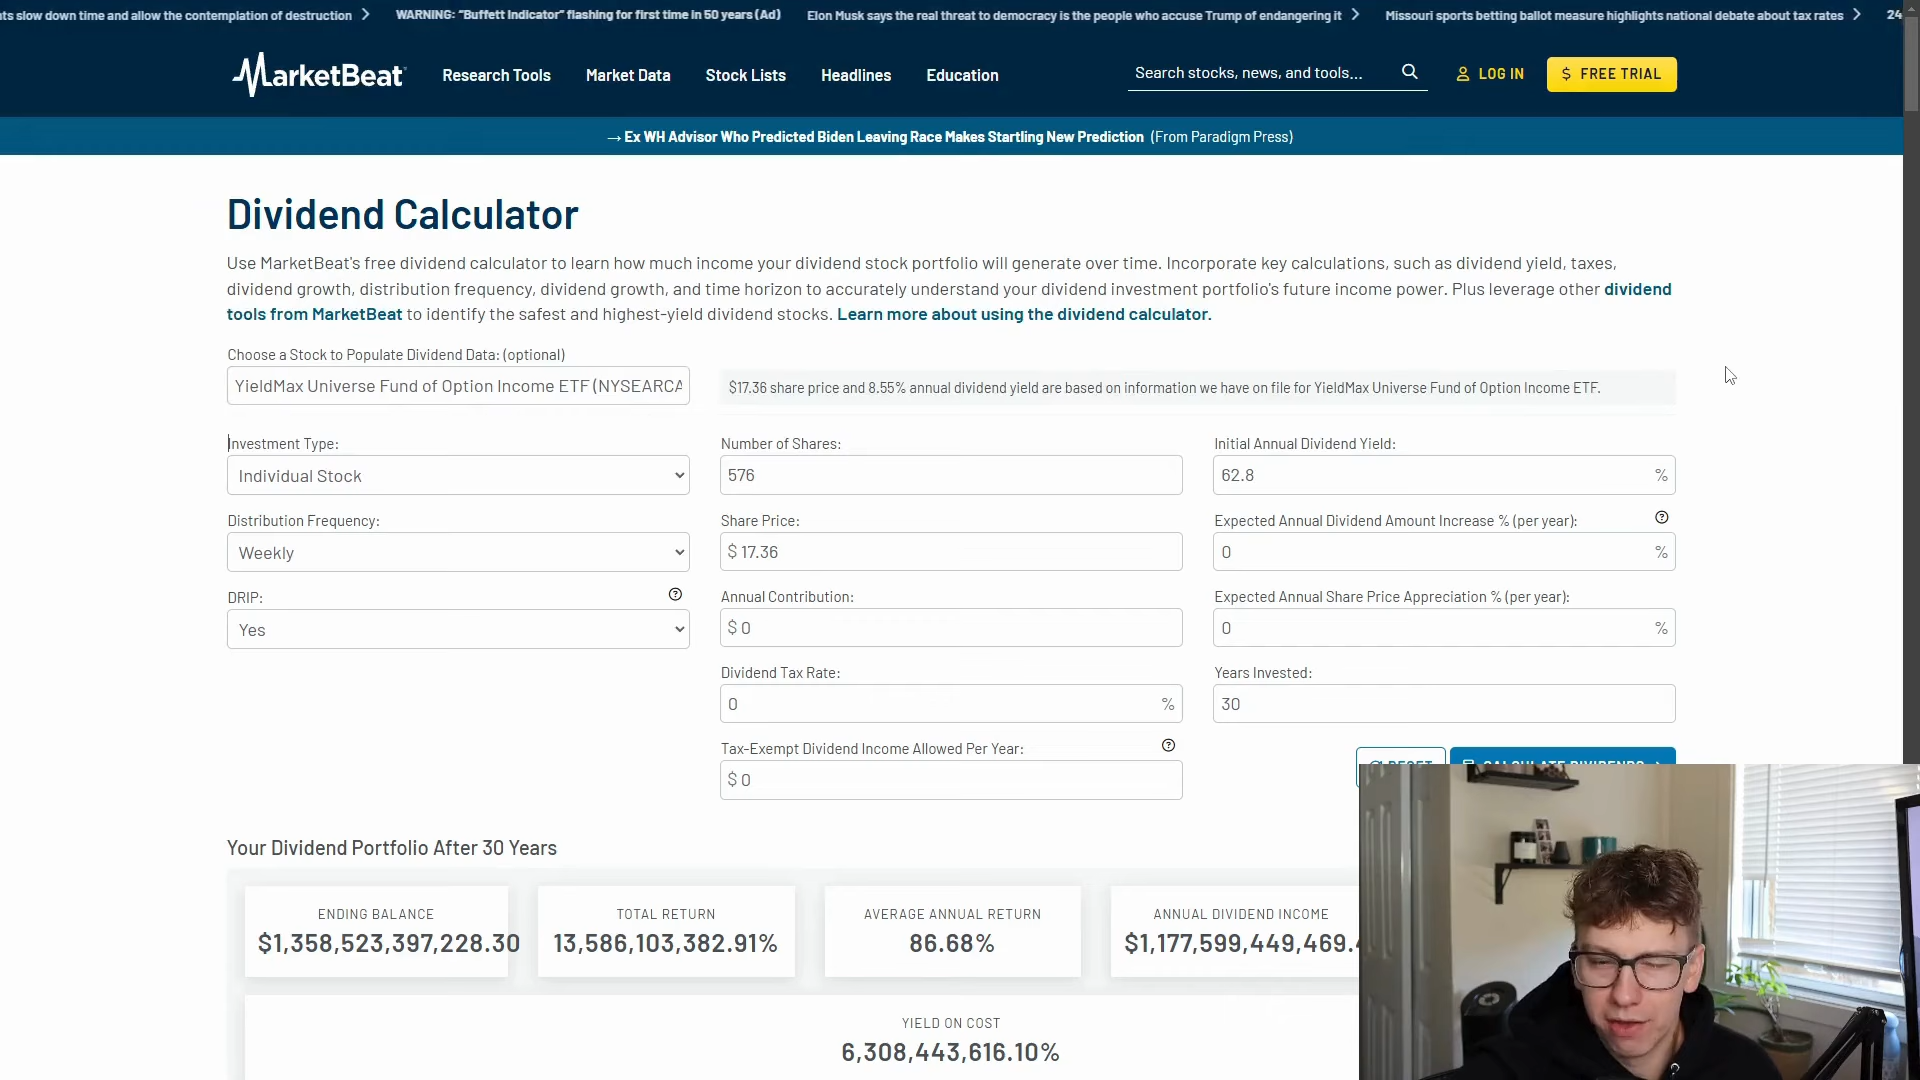 ts slow down time and allow the contemplation of destruction
WARNING: "Buffett Indicator" flashing for first time in 50 years (Ad)
Elon Musk says the real threat to democracy is the people who accuse Trump of endangering it
Missouri sports betting ballot measure highlights national debate about tax rates
24
MarketBeat
Research Tools
Market Data
Stock Lists
Headlines
Education
Search stocks, news, and tools...
LOG IN
$ FREE TRIAL
→ Ex WH Advisor Who Predicted Biden Leaving Race Makes Startling New Prediction (From Paradigm Press)
Dividend Calculator
Use MarketBeat's free dividend calculator to learn how much income your dividend stock portfolio will generate over time. Incorporate key calculations, such as dividend yield, taxes,
dividend growth, distribution frequency, dividend growth, and time horizon to accurately understand your dividend investment portfolio's future income power. Plus leverage other dividend
tools from MarketBeat to identify the safest and highest-yield dividend stocks. Learn more about using the dividend calculator.
Choose a Stock to Populate Dividend Data: (optional)
YieldMax Universe Fund of Option Income ETF (NYSEARCA
$17.36 share price and 8.55% annual dividend yield are based on information we have on file for YieldMax Universe Fund of Option Income ETF.
Investment Type:
Number of Shares:
Initial Annual Dividend Yield:
Individual Stock
576
62.8 %
Distribution Frequency:
Share Price:
Expected Annual Dividend Amount Increase % (per year):
Weekly
$ 17.36
0 %
DRIP:
Annual Contribution:
Expected Annual Share Price Appreciation % (per year):
Yes
$ 0
0 %
Dividend Tax Rate:
Years Invested:
0 %
30
Tax-Exempt Dividend Income Allowed Per Year:
$ 0
RESET
CALCULATE DIVIDENDS
Your Dividend Portfolio After 30 Years
ENDING BALANCE
TOTAL RETURN
AVERAGE ANNUAL RETURN
ANNUAL DIVIDEND INCOME
$1,358,523,397,228.30
13,586,103,382.91%
86.68%
$1,177,599,449,469.4
YIELD ON COST
6,308,443,616.10%